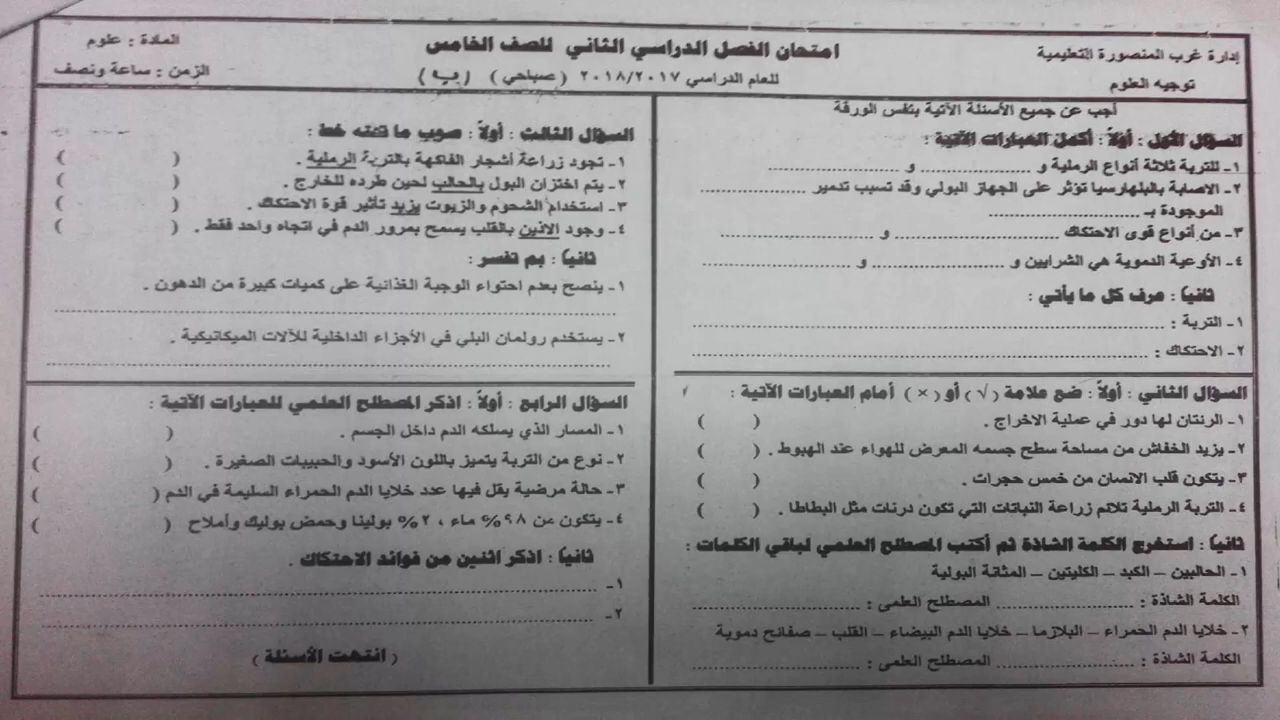 إدارة غرب المنصورة التعليمية
توجيه العلوم
امتحان الفصل الدراسي الثاني للصف الخامس
للعام الدراسي ٢٠١٨/٢٠١٧ (صباحي)
المادة : علوم
الزمن : ساعة ونصف
أجب عن جميع الأسئلة الآتية بنفس الورقة
السؤال الأول : أولاً : أكمل العبارات الآتية :
١- للتربة ثلاثة أنواع الرملية و .................... و ....................
٢- الاصابة بالبلهارسيا تؤثر على الجهاز البولي وقد تسبب تدمير ....................
الموجودة بـ ....................
٣- من أنواع قوى الاحتكاك .................... و ....................
٤- الأوعية الدموية هي الشرايين و .................... و ....................
ثانياً : عرف كل ما يأتي :
١- التربة : ....................
٢- الاحتكاك : ....................
السؤال الثاني : أولاً : ضع علامة (√) أو (×) أمام العبارات الآتية :
١- الرئتان لها دور في عملية الاخراج . ( )
٢- يزيد الخفاش من مساحة سطح جسمه المعرض للهواء عند الهبوط . ( )
٣- يتكون قلب الانسان من خمس حجرات . ( )
٤- التربة الرملية تلائم زراعة النباتات التي تكون درنات مثل البطاطا . ( )
ثانياً : استخرج الكلمة الشاذة ثم أكتب المصطلح العلمي لباقي الكلمات :
١- الحالبين – الكبد – الكليتين – المثانة البولية
الكلمة الشاذة : .................... المصطلح العلمى : ....................
٢- خلايا الدم الحمراء – البلازما – خلايا الدم البيضاء – القلب – صفائح دموية
الكلمة الشاذة : .................... المصطلح العلمى : ....................
السؤال الثالث : أولاً : صوب ما تحته خط :
١- تجود زراعة أشجار الفاكهة بالتربة الرملية . ( )
٢- يتم اختزان البول بالحالب لحين طرده للخارج . ( )
٣- استخدام الشحوم والزيوت يزيد تأثير قوة الاحتكاك . ( )
٤- وجود الاذين بالقلب يسمح بمرور الدم في اتجاه واحد فقط . ( )
ثانياً : بم تفسر :
١- ينصح بعدم احتواء الوجبة الغذائية على كميات كبيرة من الدهون .
....................
٢- يستخدم رولمان البلي في الأجزاء الداخلية للآلات الميكانيكية .
....................
السؤال الرابع : أولاً : اذكر المصطلح العلمي للعبارات الآتية :
١- المسار الذي يسلكه الدم داخل الجسم . ( )
٢- نوع من التربة يتميز باللون الأسود والحبيبات الصغيرة . ( )
٣- حالة مرضية يقل فيها عدد خلايا الدم الحمراء السليمة في الدم ( )
٤- يتكون من ٩٨% ماء ، ٢% بولينا وحمض بوليك وأملاح ( )
ثانياً : اذكر اثنين من فوائد الاحتكاك .
١- ....................
٢- ....................
( انتهت الأسئلة )